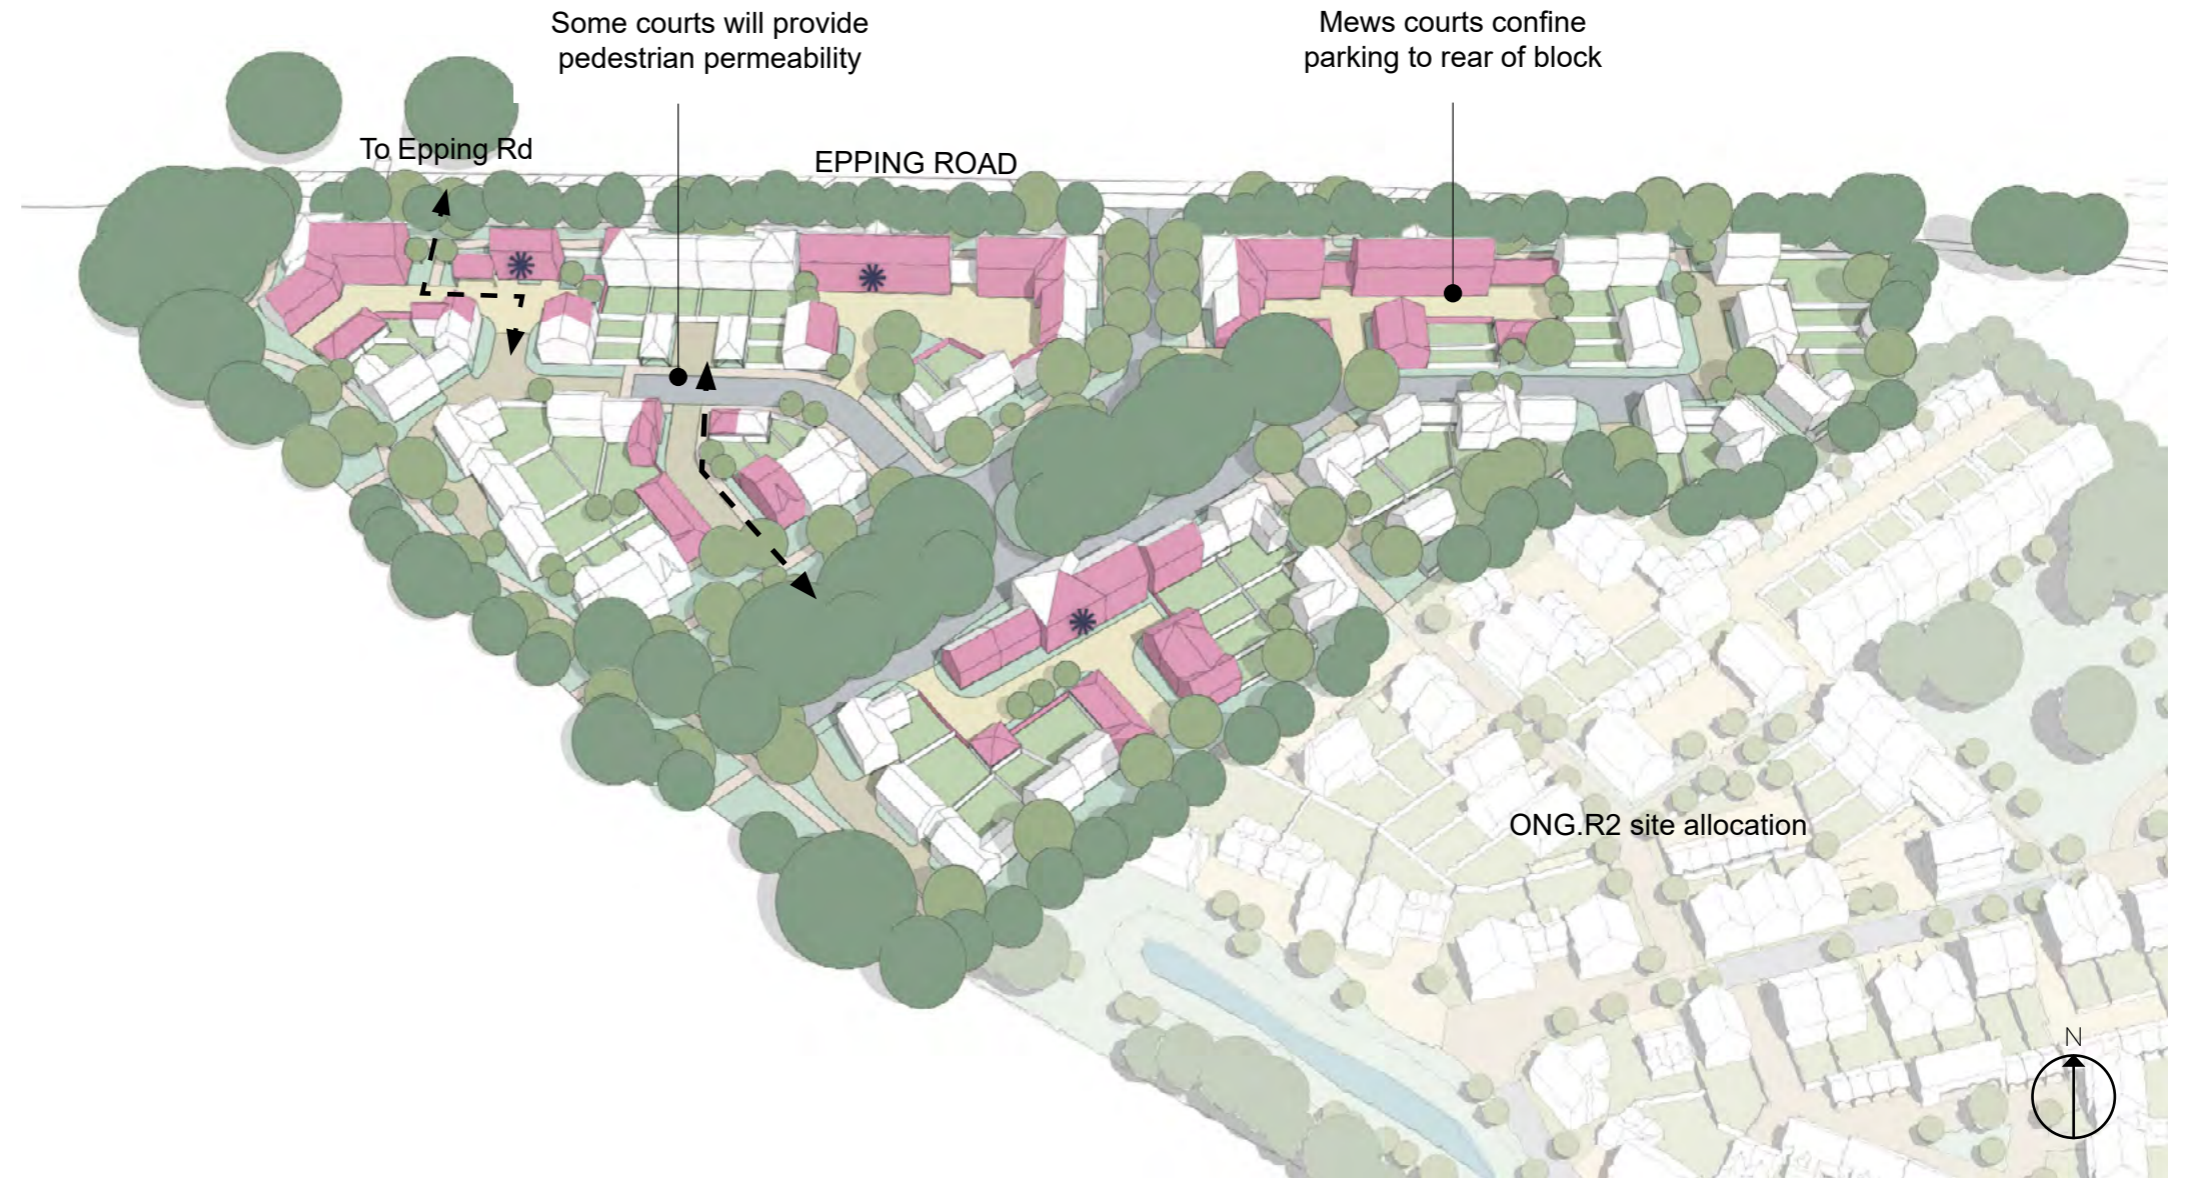 Some courts will provide
pedestrian permeability
Mews courts confine
parking to rear of block
To Epping Rd
EPPING ROAD
ONG.R2 site allocation
N